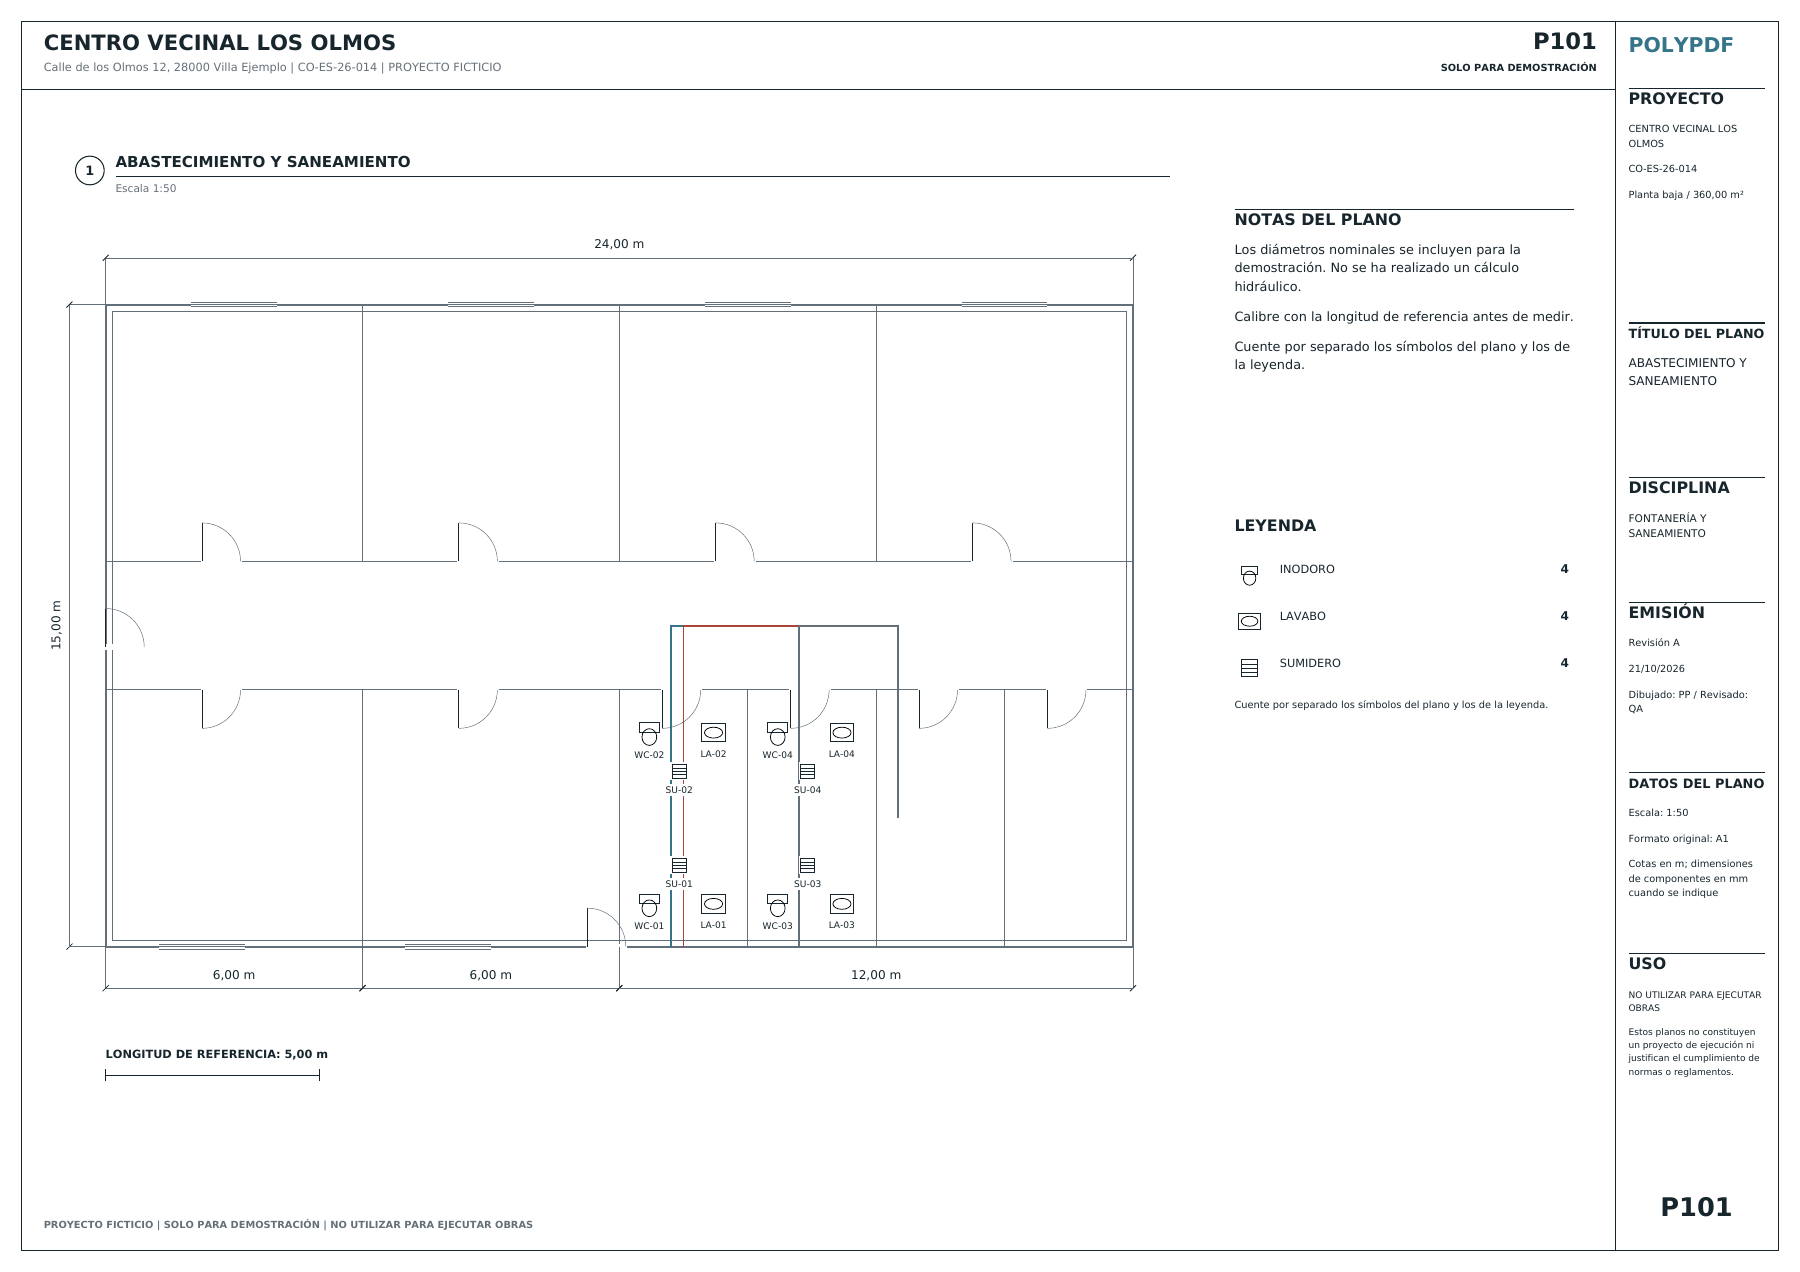 CENTRO VECINAL LOS OLMOS
Calle de los Olmos 12, 28000 Villa Ejemplo | CO-ES-26-014 | PROYECTO FICTICIO
P101
SOLO PARA DEMOSTRACIÓN
1
ABASTECIMIENTO Y SANEAMIENTO
Escala 1:50
24,00 m
15,00 m
WC-02
LA-02
WC-04
LA-04
SU-02
SU-04
SU-01
SU-03
WC-01
LA-01
WC-03
LA-03
6,00 m
6,00 m
12,00 m
LONGITUD DE REFERENCIA: 5,00 m
NOTAS DEL PLANO
Los diámetros nominales se incluyen para la
demostración. No se ha realizado un cálculo
hidráulico.
Calibre con la longitud de referencia antes de medir.
Cuente por separado los símbolos del plano y los de
la leyenda.
LEYENDA
INODORO 4
LAVABO 4
SUMIDERO 4
Cuente por separado los símbolos del plano y los de la leyenda.
POLYPDF
PROYECTO
CENTRO VECINAL LOS
OLMOS
CO-ES-26-014
Planta baja / 360,00 m²
TÍTULO DEL PLANO
ABASTECIMIENTO Y
SANEAMIENTO
DISCIPLINA
FONTANERÍA Y
SANEAMIENTO
EMISIÓN
Revisión A
21/10/2026
Dibujado: PP / Revisado:
QA
DATOS DEL PLANO
Escala: 1:50
Formato original: A1
Cotas en m; dimensiones
de componentes en mm
cuando se indique
USO
NO UTILIZAR PARA EJECUTAR
OBRAS
Estos planos no constituyen
un proyecto de ejecución ni
justifican el cumplimiento de
normas o reglamentos.
P101
PROYECTO FICTICIO | SOLO PARA DEMOSTRACIÓN | NO UTILIZAR PARA EJECUTAR OBRAS